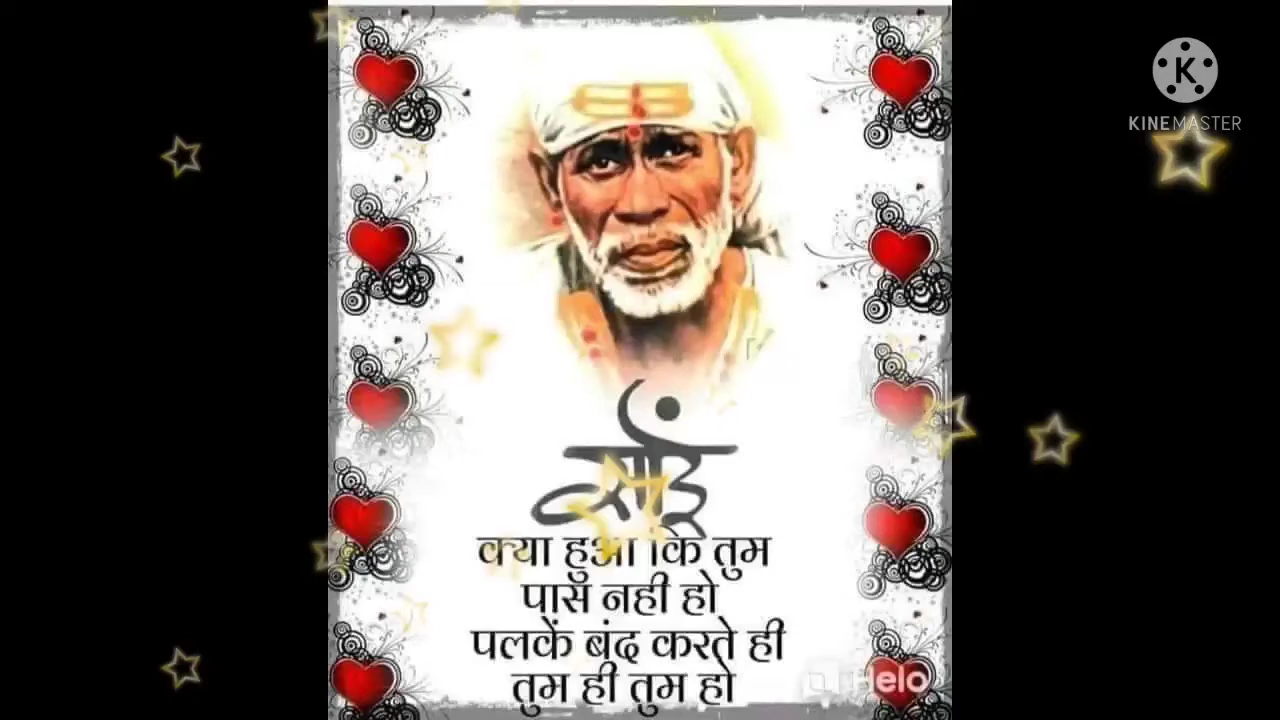 KINEMASTER
साईं
क्या हुआ कि तुम
पास नही हो
पलकें बंद करते ही
तुम ही तुम हो
Helo